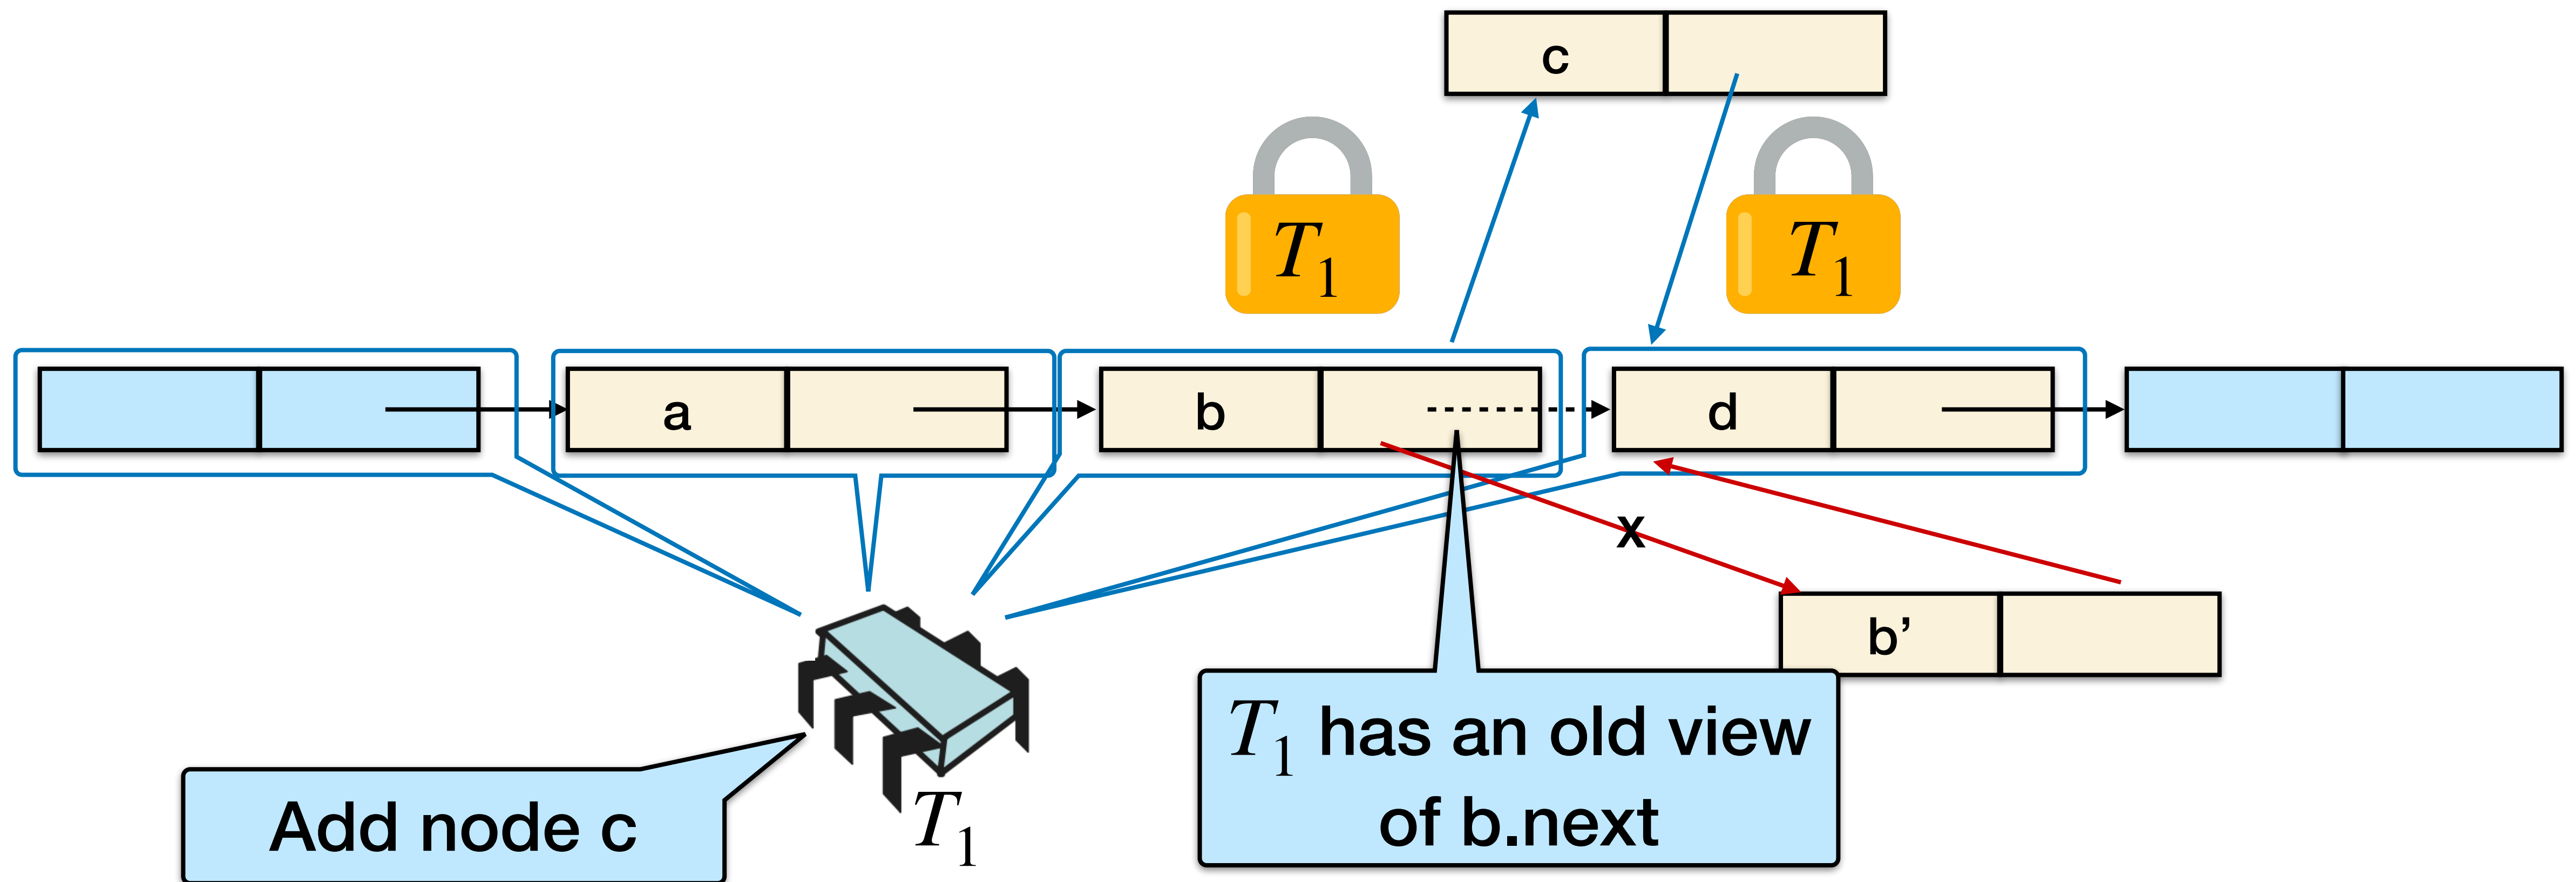 c
T₁
T₁
a
b
d
x
b’
T₁ has an old view
of b.next
Add node c
T₁